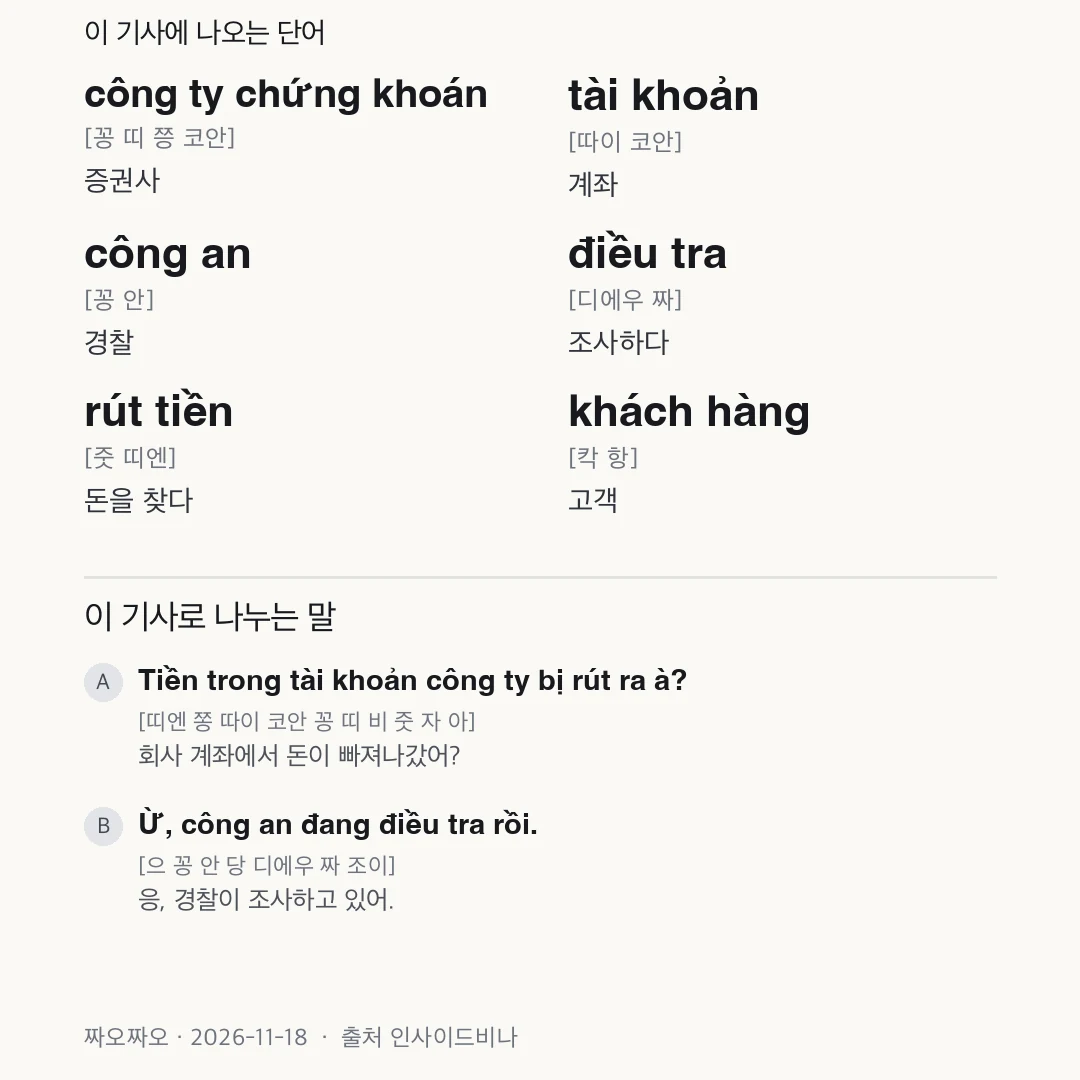 이 기사에 나오는 단어
công ty chứng khoán
[꽁 띠 쯩 코안]
증권사
tài khoản
[따이 코안]
계좌
công an
[꽁 안]
경찰
điều tra
[디에우 짜]
조사하다
rút tiền
[줏 띠엔]
돈을 찾다
khách hàng
[칵 항]
고객
이 기사로 나누는 말
A Tiền trong tài khoản công ty bị rút ra à?
[띠엔 쫑 따이 코안 꽁 띠 비 줏 자 아]
회사 계좌에서 돈이 빠져나갔어?
B Ừ, công an đang điều tra rồi.
[으 꽁 안 당 디에우 짜 조이]
응, 경찰이 조사하고 있어.
짜오짜오 · 2026-11-18 · 출처 인사이드비나